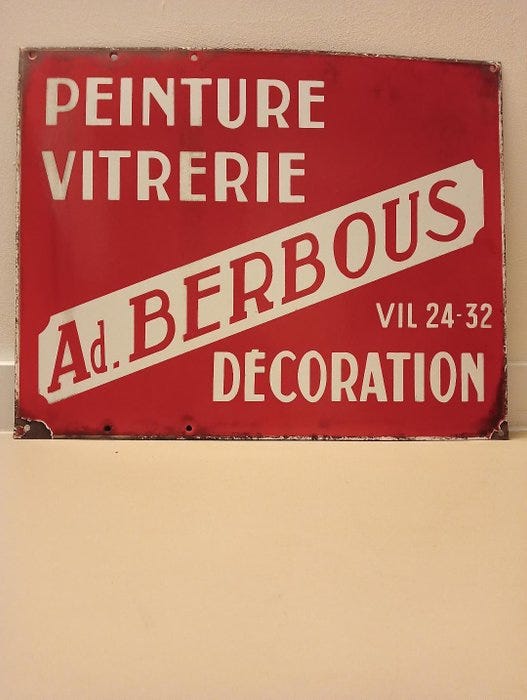 PEINTURE
VITRERIE
Ad. BERBOUS
VIL 24-32
DÉCORATION